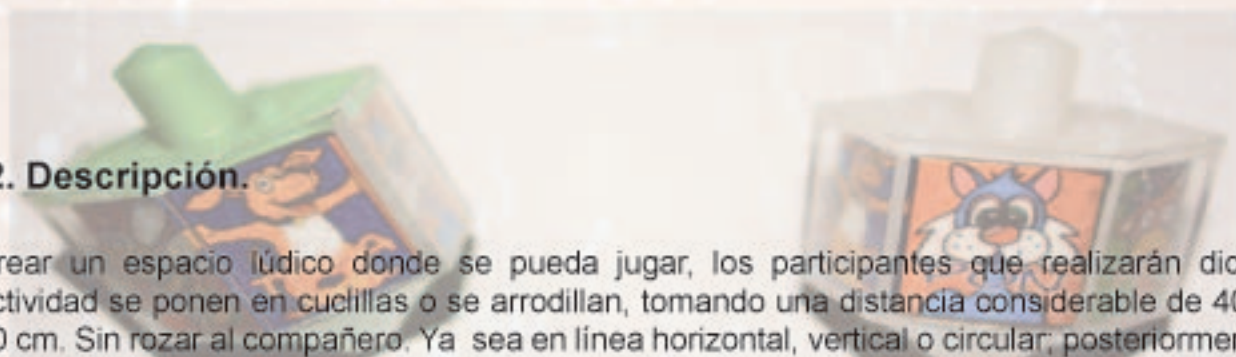 2. Descripción.
rear un espacio lúdico donde se pueda jugar, los participantes que realizarán dic
ctividad se ponen en cuclillas o se arrodillan, tomando una distancia considerable de 40
0 cm. Sin rozar al compañero. Ya sea en línea horizontal, vertical o circular; posteriormen